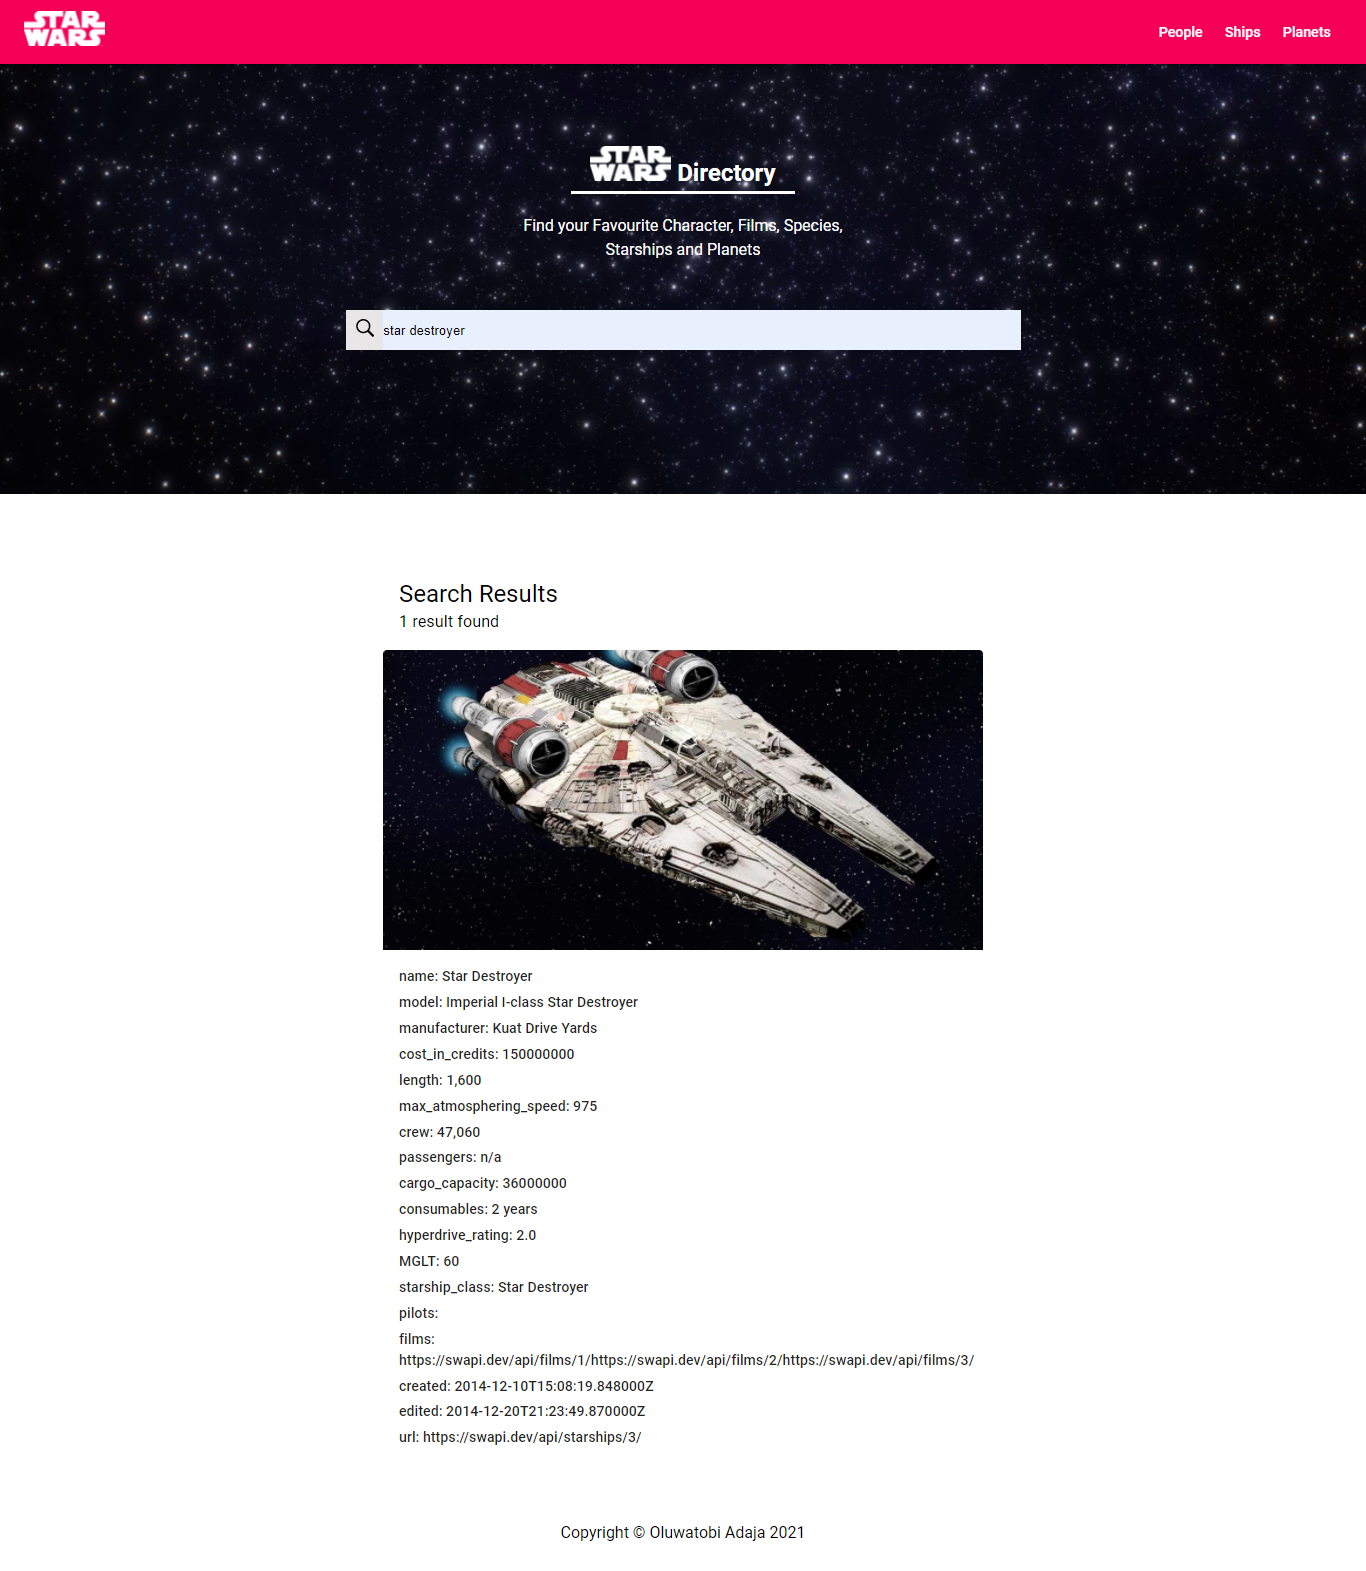 STAR
WARS
People Ships Planets
STAR
WARS Directory
Find your Favourite Character, Films, Species,
Starships and Planets
star destroyer
Search Results
1 result found
name: Star Destroyer
model: Imperial I-class Star Destroyer
manufacturer: Kuat Drive Yards
cost_in_credits: 150000000
length: 1,600
max_atmosphering_speed: 975
crew: 47,060
passengers: n/a
cargo_capacity: 36000000
consumables: 2 years
hyperdrive_rating: 2.0
MGLT: 60
starship_class: Star Destroyer
pilots:
films:
https://swapi.dev/api/films/1/https://swapi.dev/api/films/2/https://swapi.dev/api/films/3/
created: 2014-12-10T15:08:19.848000Z
edited: 2014-12-20T21:23:49.870000Z
url: https://swapi.dev/api/starships/3/
Copyright © Oluwatobi Adaja 2021